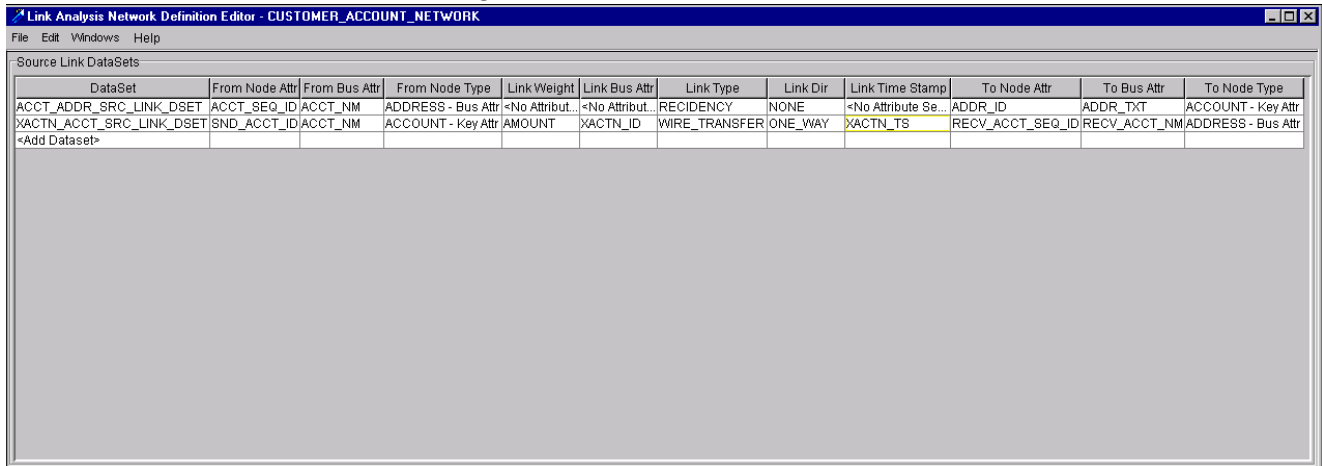 Link Analysis Network Definition Editor - CUSTOMER_ACCOUNT_NETWORK
File Edit Windows Help
Source Link DataSets
DataSet From Node Attr From Bus Attr From Node Type Link Weight Link Bus Attr Link Type Link Dir Link Time Stamp To Node Attr To Bus Attr To Node Type
ACCT_ADDR_SRC_LINK_DSET ACCT_SEQ_ID ACCT_NM ADDRESS - Bus Attr <No Attribut... <No Attribut... RECIDENCY NONE <No Attribute Se... ADDR_ID ADDR_TXT ACCOUNT - Key Attr
XACTN_ACCT_SRC_LINK_DSET SND_ACCT_ID ACCT_NM ACCOUNT - Key Attr AMOUNT XACTN_ID WIRE_TRANSFER ONE_WAY XACTN_TS RECV_ACCT_SEQ_ID RECV_ACCT_NM ADDRESS - Bus Attr
<Add Dataset>